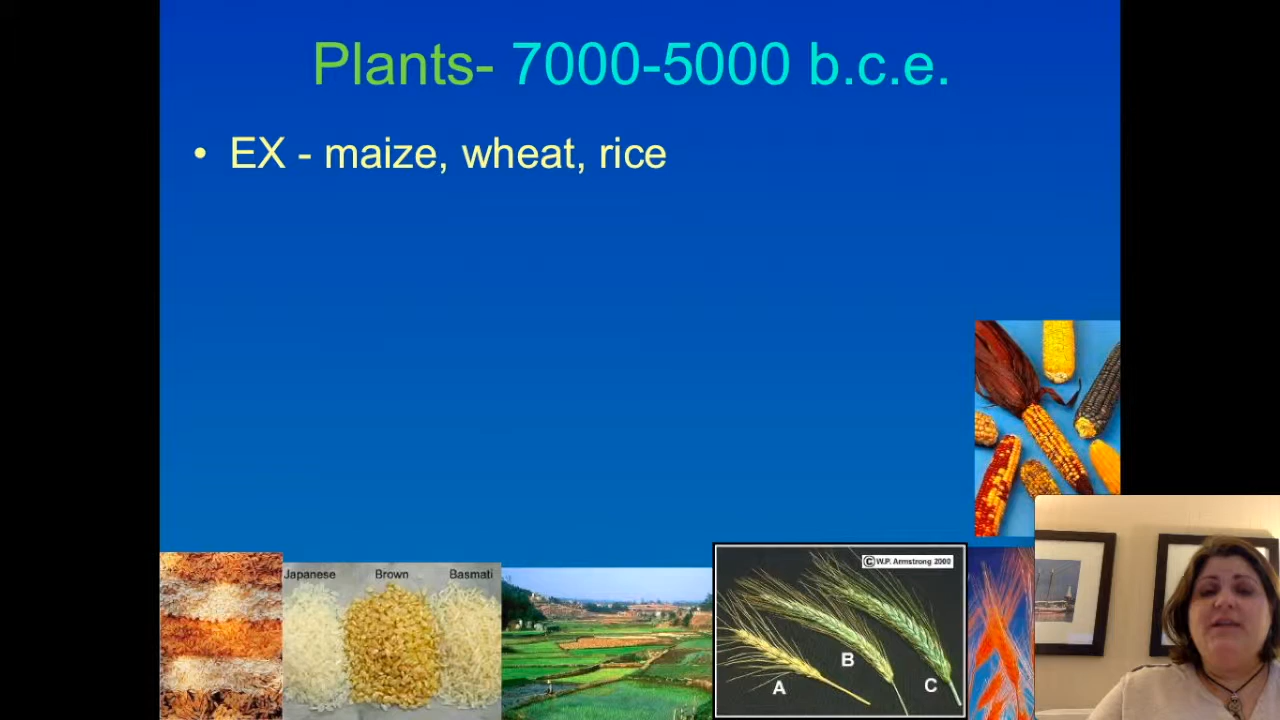 Plants- 7000-5000 b.c.e.
• EX - maize, wheat, rice
Japanese Brown Basmati
©W.P. Armstrong 2000
A
B
C